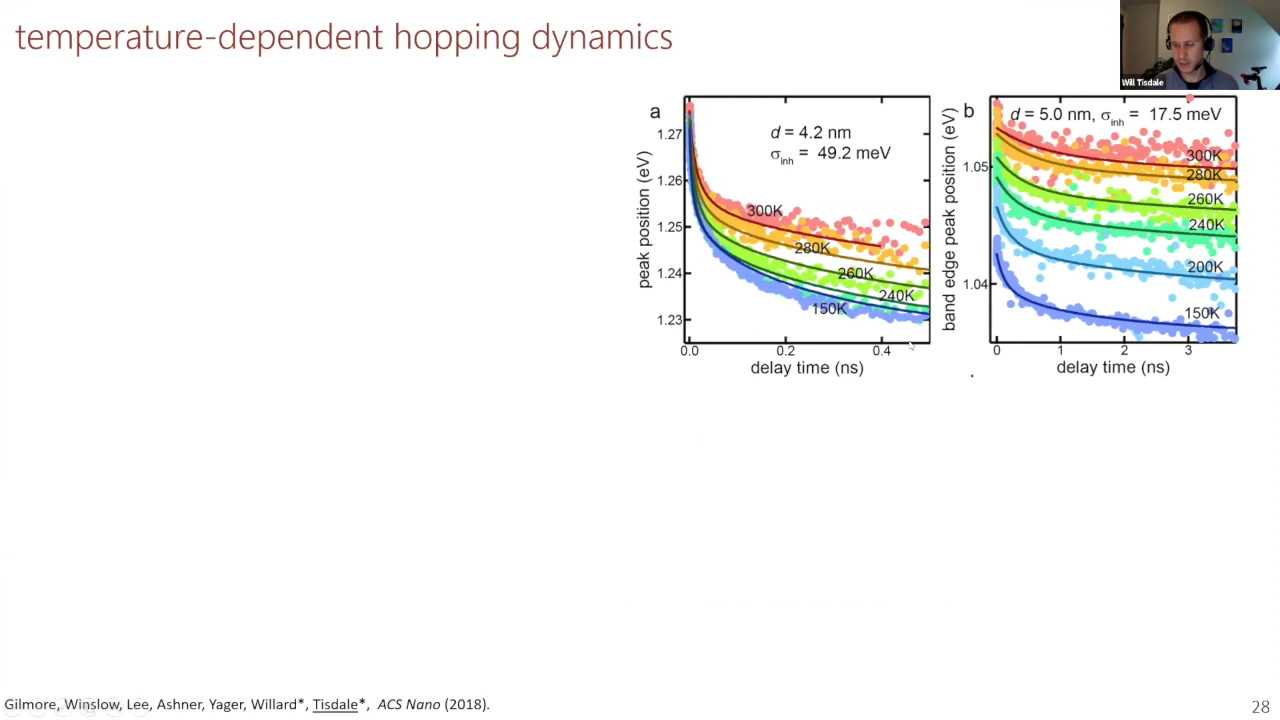 temperature-dependent hopping dynamics
Will Tisdale
a
d = 4.2 nm
σinh = 49.2 meV
1.27
1.26
1.25
1.24
1.23
peak position (eV)
300K
280K
260K
240K
150K
0.0 0.2 0.4
delay time (ns)
b
d = 5.0 nm, σinh = 17.5 meV
1.05
1.04
band edge peak position (eV)
300K
280K
260K
240K
200K
150K
0 1 2 3
delay time (ns)
Gilmore, Winslow, Lee, Ashner, Yager, Willard*, Tisdale*, ACS Nano (2018).
28